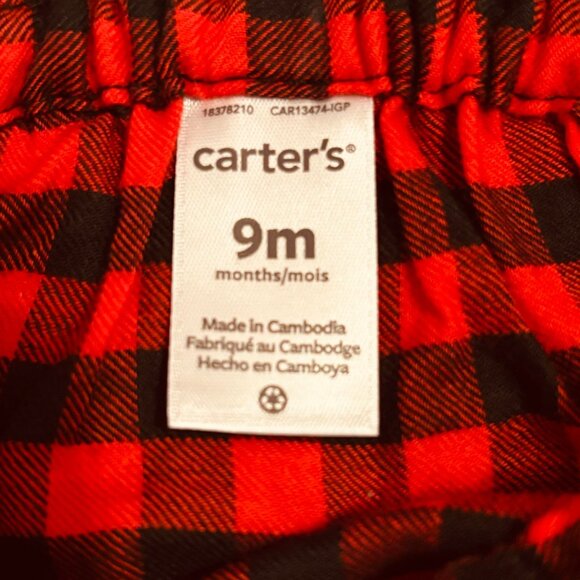 18378210 CAR13474-IGP
carter's®
9m
months/mois
Made in Cambodia
Fabriqué au Cambodge
Hecho en Camboya